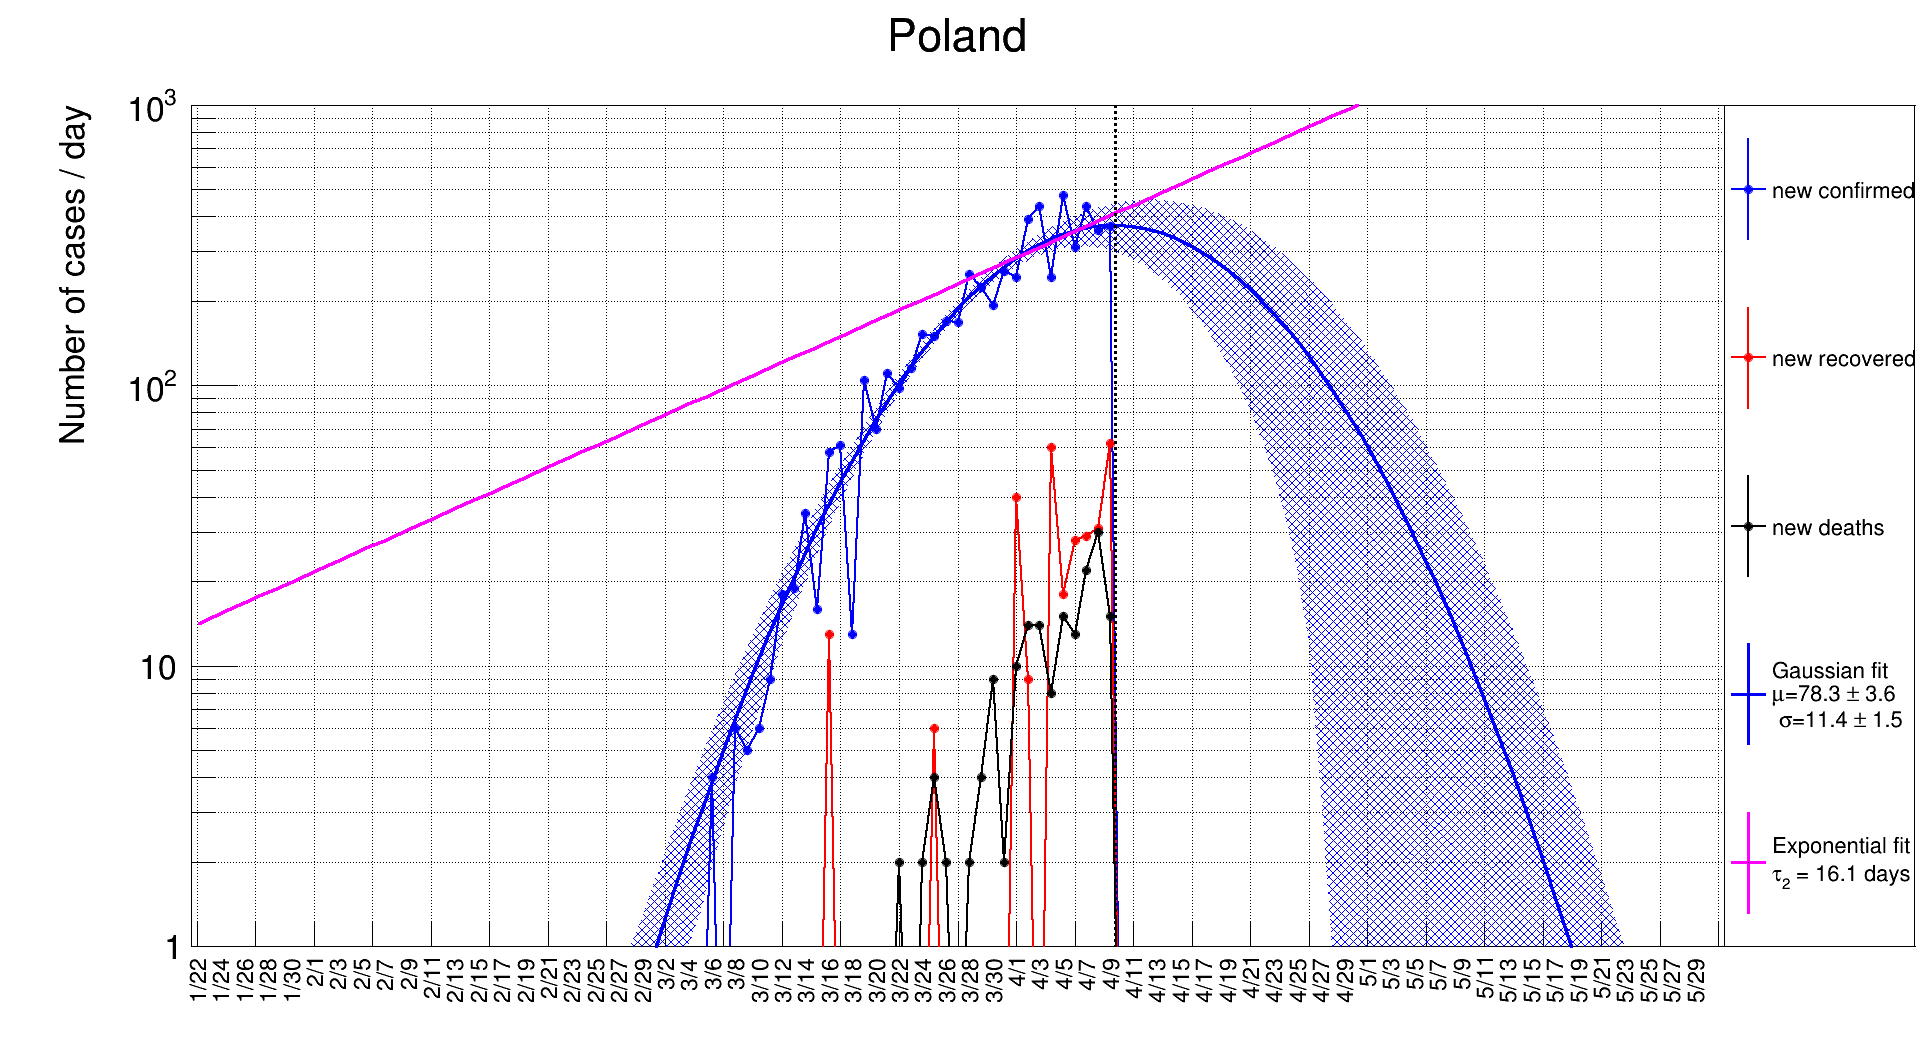 Poland
Number of cases / day
10³
10²
10
1
1/22 1/24 1/26 1/28 1/30 2/1 2/3 2/5 2/7 2/9 2/11 2/13 2/15 2/17 2/19 2/21 2/23 2/25 2/27 2/29 3/2 3/4 3/6 3/8 3/10 3/12 3/14 3/16 3/18 3/20 3/22 3/24 3/26 3/28 3/30 4/1 4/3 4/5 4/7 4/9 4/11 4/13 4/15 4/17 4/19 4/21 4/23 4/25 4/27 4/29 5/1 5/3 5/5 5/7 5/9 5/11 5/13 5/15 5/17 5/19 5/21 5/23 5/25 5/27 5/29
new confirmed
new recovered
new deaths
Gaussian fit
μ=78.3 ± 3.6
σ=11.4 ± 1.5
Exponential fit
τ₂ = 16.1 days